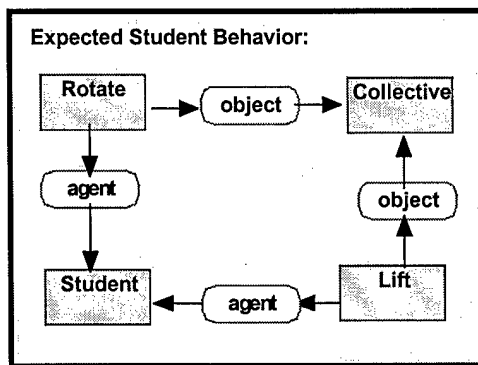 Expected Student Behavior:
Rotate
object
Collective
agent
object
Student
agent
Lift